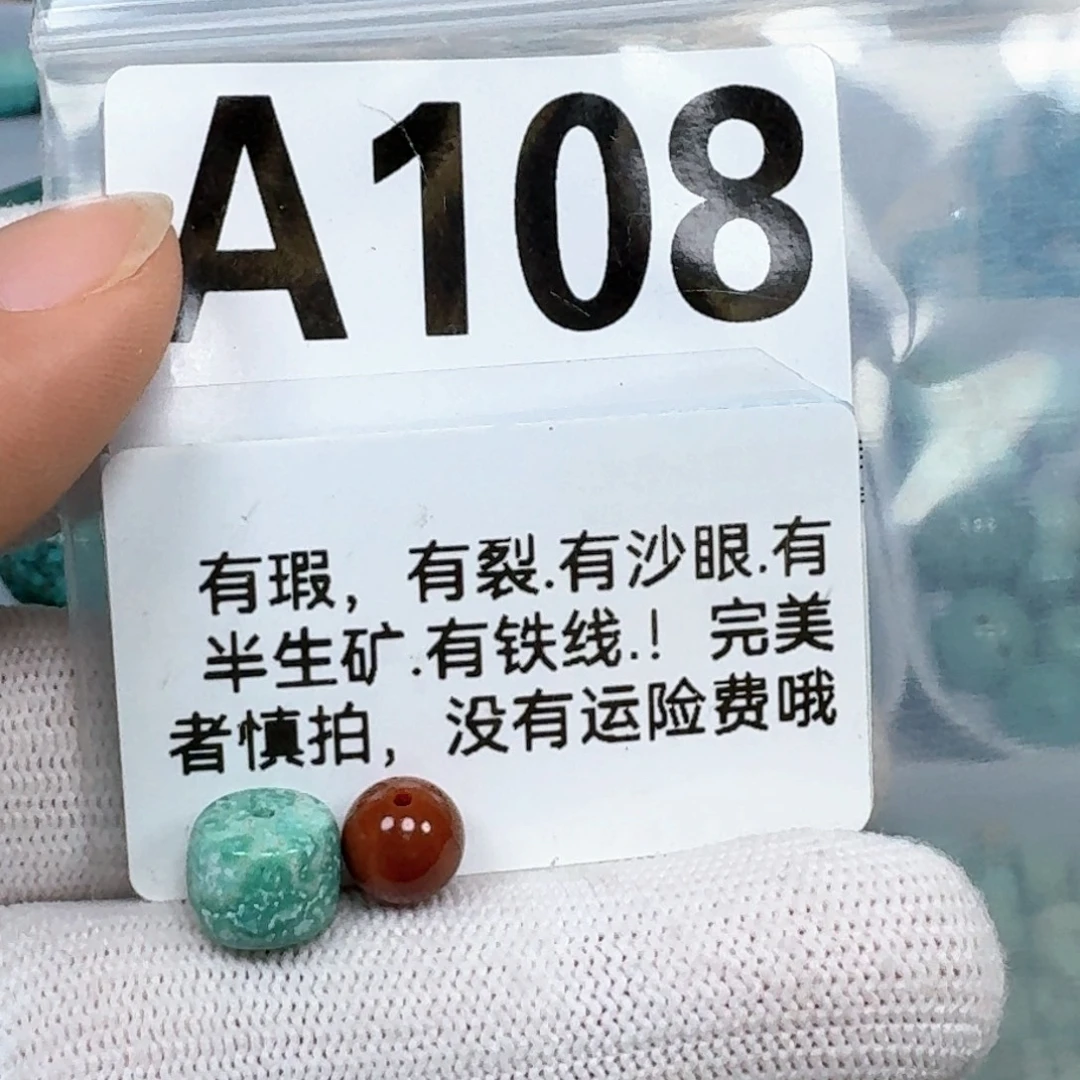 A108
有瑕，有裂.有沙眼.有
半生矿.有铁线.！完美
者慎拍，没有运险费哦